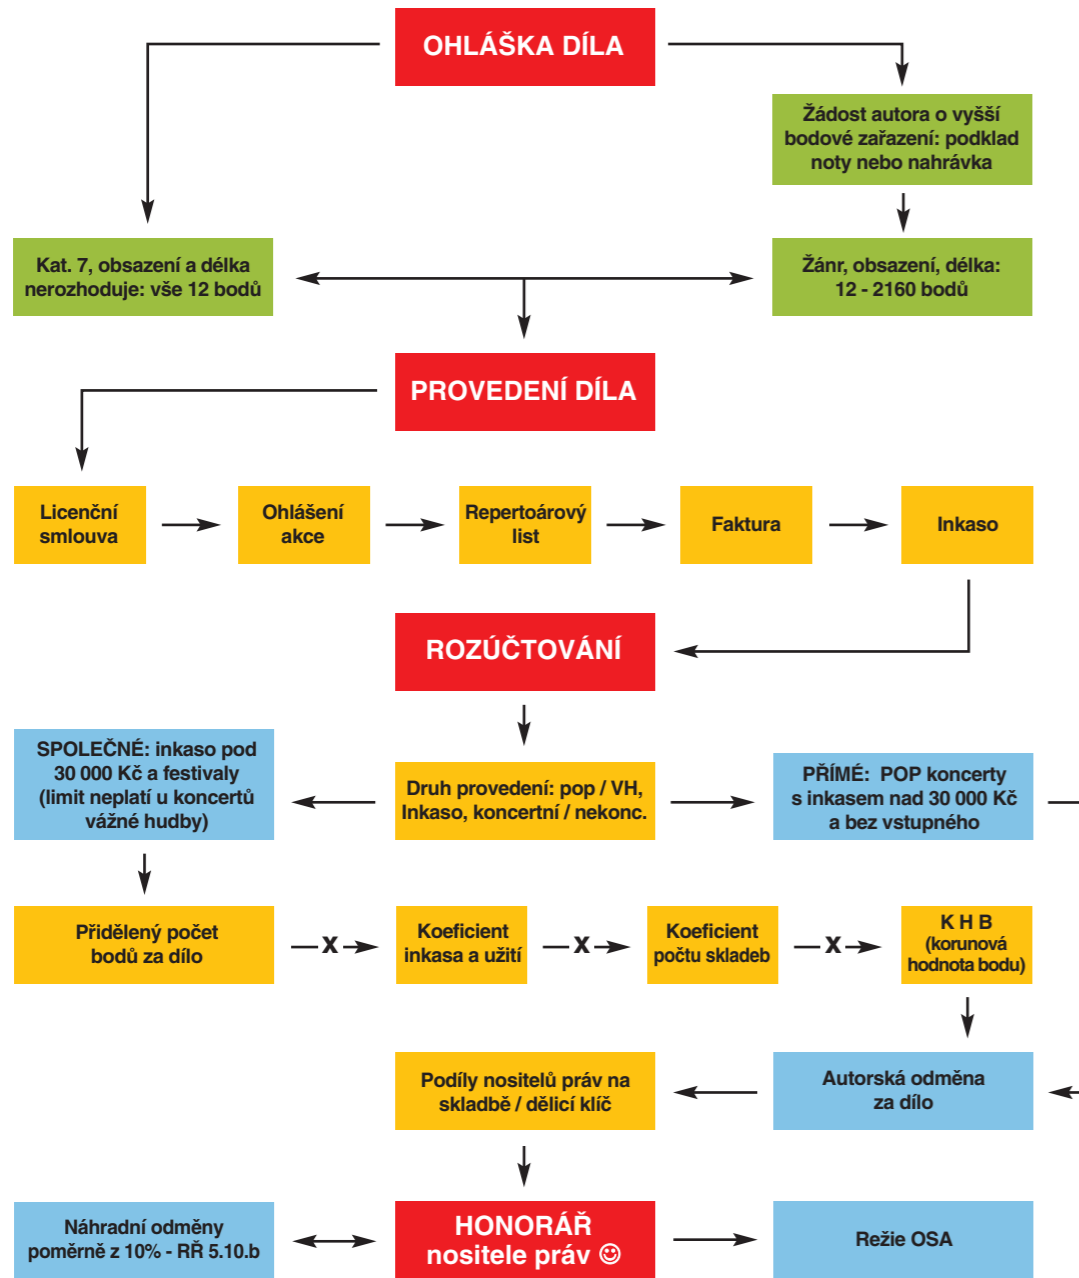 OHLÁŠKA DÍLA
Žádost autora o vyšší
bodové zařazení: podklad
noty nebo nahrávka
Kat. 7, obsazení a délka
nerozhoduje: vše 12 bodů
Žánr, obsazení, délka:
12 - 2160 bodů
PROVEDENÍ DÍLA
Licenční
smlouva
Ohlášení
akce
Repertoárový
list
Faktura
Inkaso
ROZÚČTOVÁNÍ
SPOLEČNÉ: inkaso pod
30 000 Kč a festivaly
(limit neplatí u koncertů
vážné hudby)
Druh provedení: pop / VH,
Inkaso, koncertní / nekonc.
PŘÍMÉ: POP koncerty
s inkasem nad 30 000 Kč
a bez vstupného
Přidělený počet
bodů za dílo
X
Koeficient
inkasa a užití
X
Koeficient
počtu skladeb
X
K H B
(korunová
hodnota bodu)
Podíly nositelů práv na
skladbě / dělicí klíč
Autorská odměna
za dílo
Náhradní odměny
poměrně z 10% - RŘ 5.10.b
HONORÁŘ
nositele práv ☺
Režie OSA